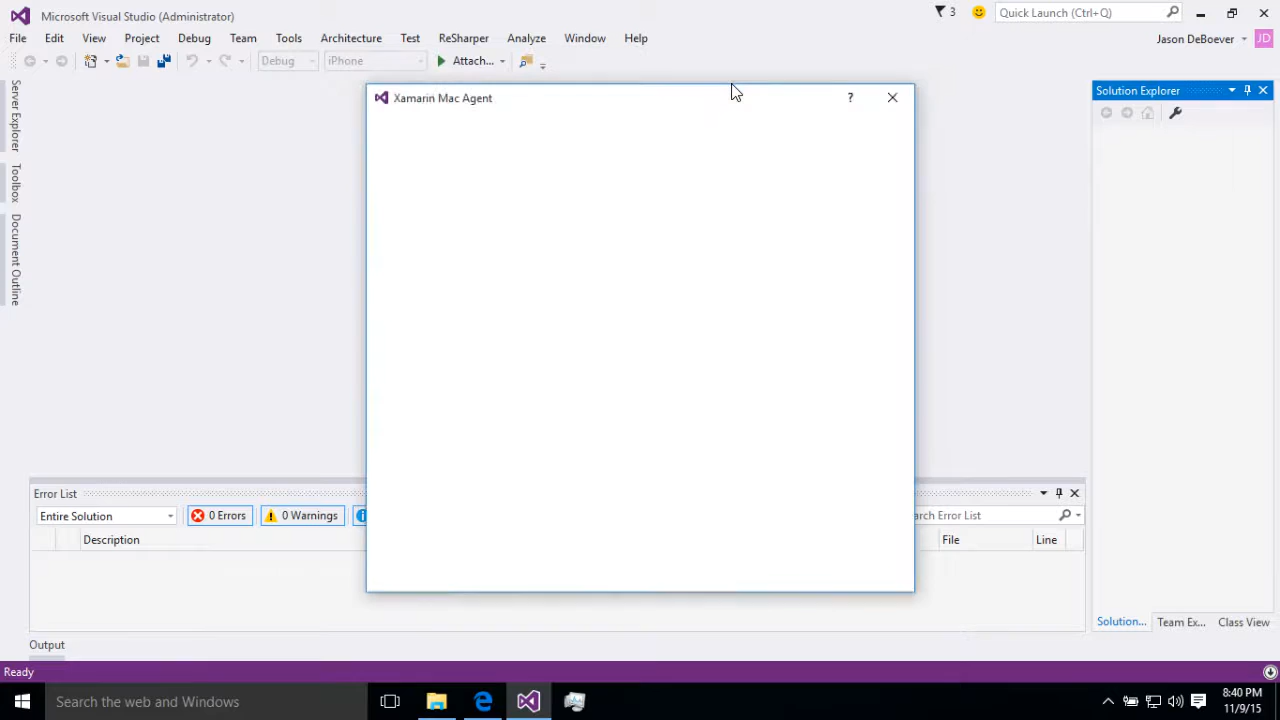 Microsoft Visual Studio (Administrator)
3
Quick Launch (Ctrl+Q)
File Edit View Project Debug Team Tools Architecture Test ReSharper Analyze Window Help
Jason DeBoever JD
Debug iPhone Attach...
Server Explorer
Toolbox
Document Outline
Xamarin Mac Agent ?
Solution Explorer
Error List
Entire Solution 0 Errors 0 Warnings
arch Error List
Description File Line
Solution... Team Ex... Class View
Output
Ready
Search the web and Windows
8:40 PM
11/9/15